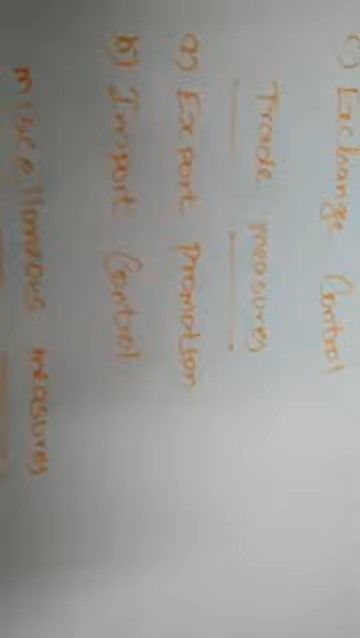 c) Exchange Control
Trade measures
a) Export Promotion
b) Import Control
Miscellaneous measures